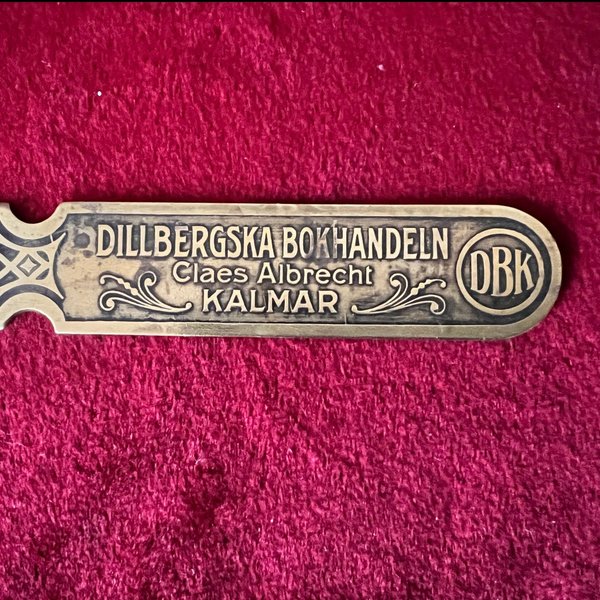 DILLBERGSKA BOKHANDELN
Claes Albrecht
KALMAR
DBK